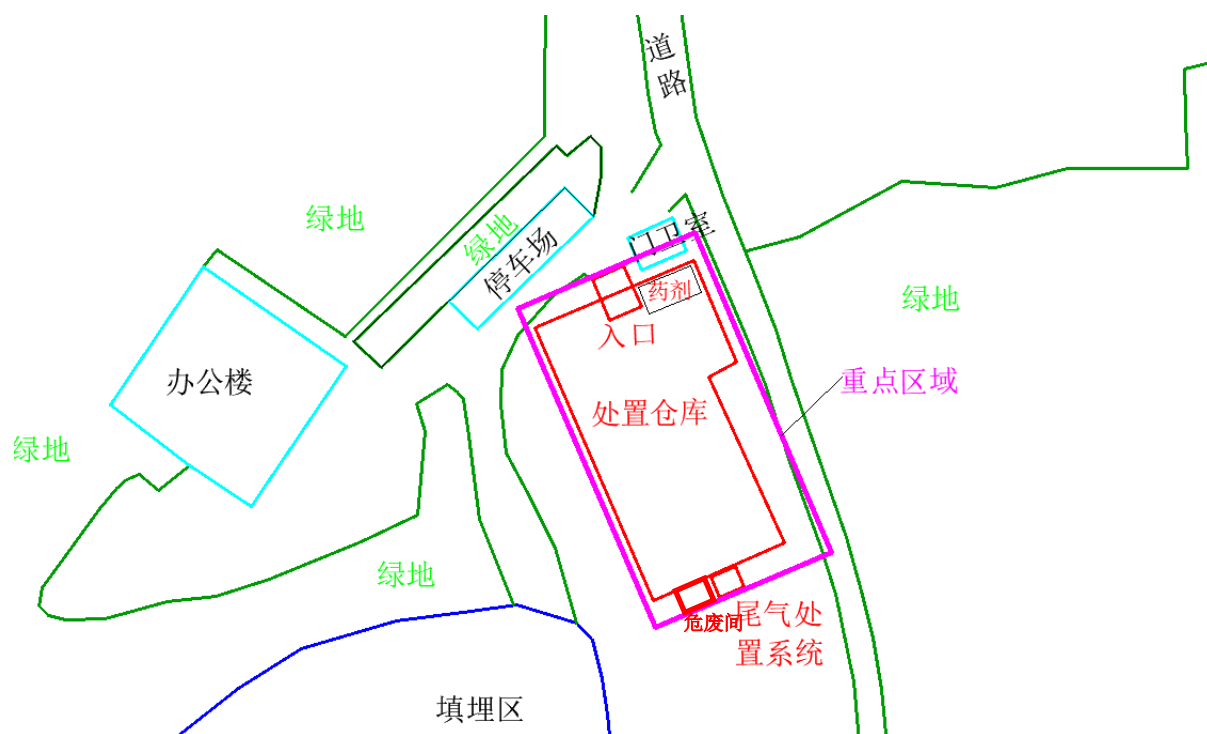 道
路
绿地
绿地
停车场
门卫室
药剂
入口
绿地
重点区域
办公楼
处置仓库
绿地
绿地
尾气处
置系统
危废间
填埋区